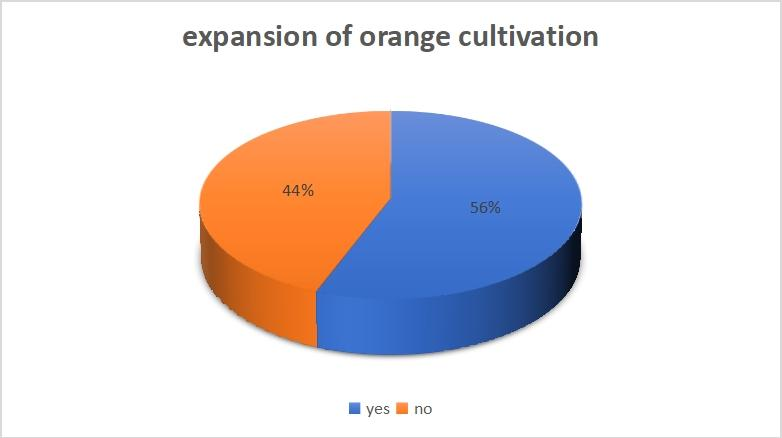 expansion of orange cultivation
44%
56%
yes no